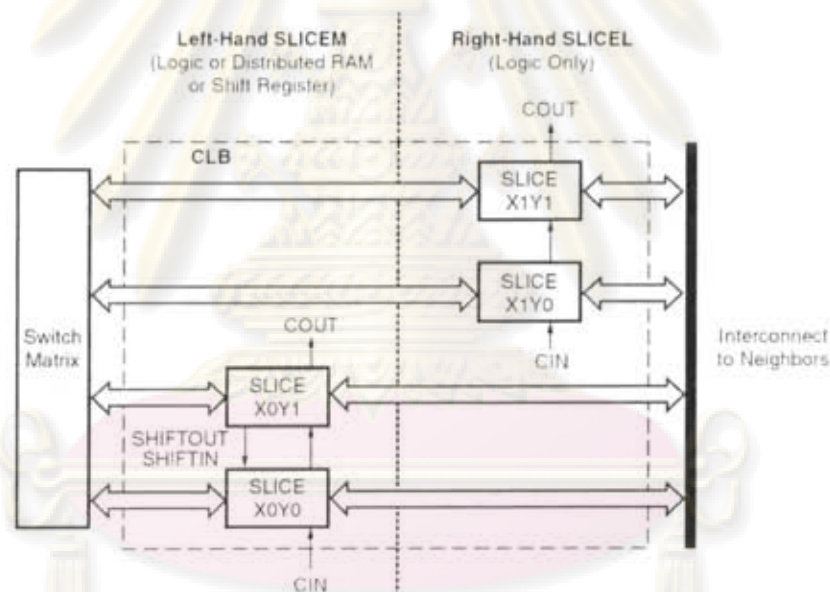 Left-Hand SLICEM
(Logic or Distributed RAM
or Shift Register)
Right-Hand SLICEL
(Logic Only)
COUT
CLB
SLICE
X1Y1
SLICE
X1Y0
COUT
CIN
Switch
Matrix
Interconnect
to Neighbors
SLICE
X0Y1
SHIFTOUT
SHIFTIN
SLICE
X0Y0
CIN